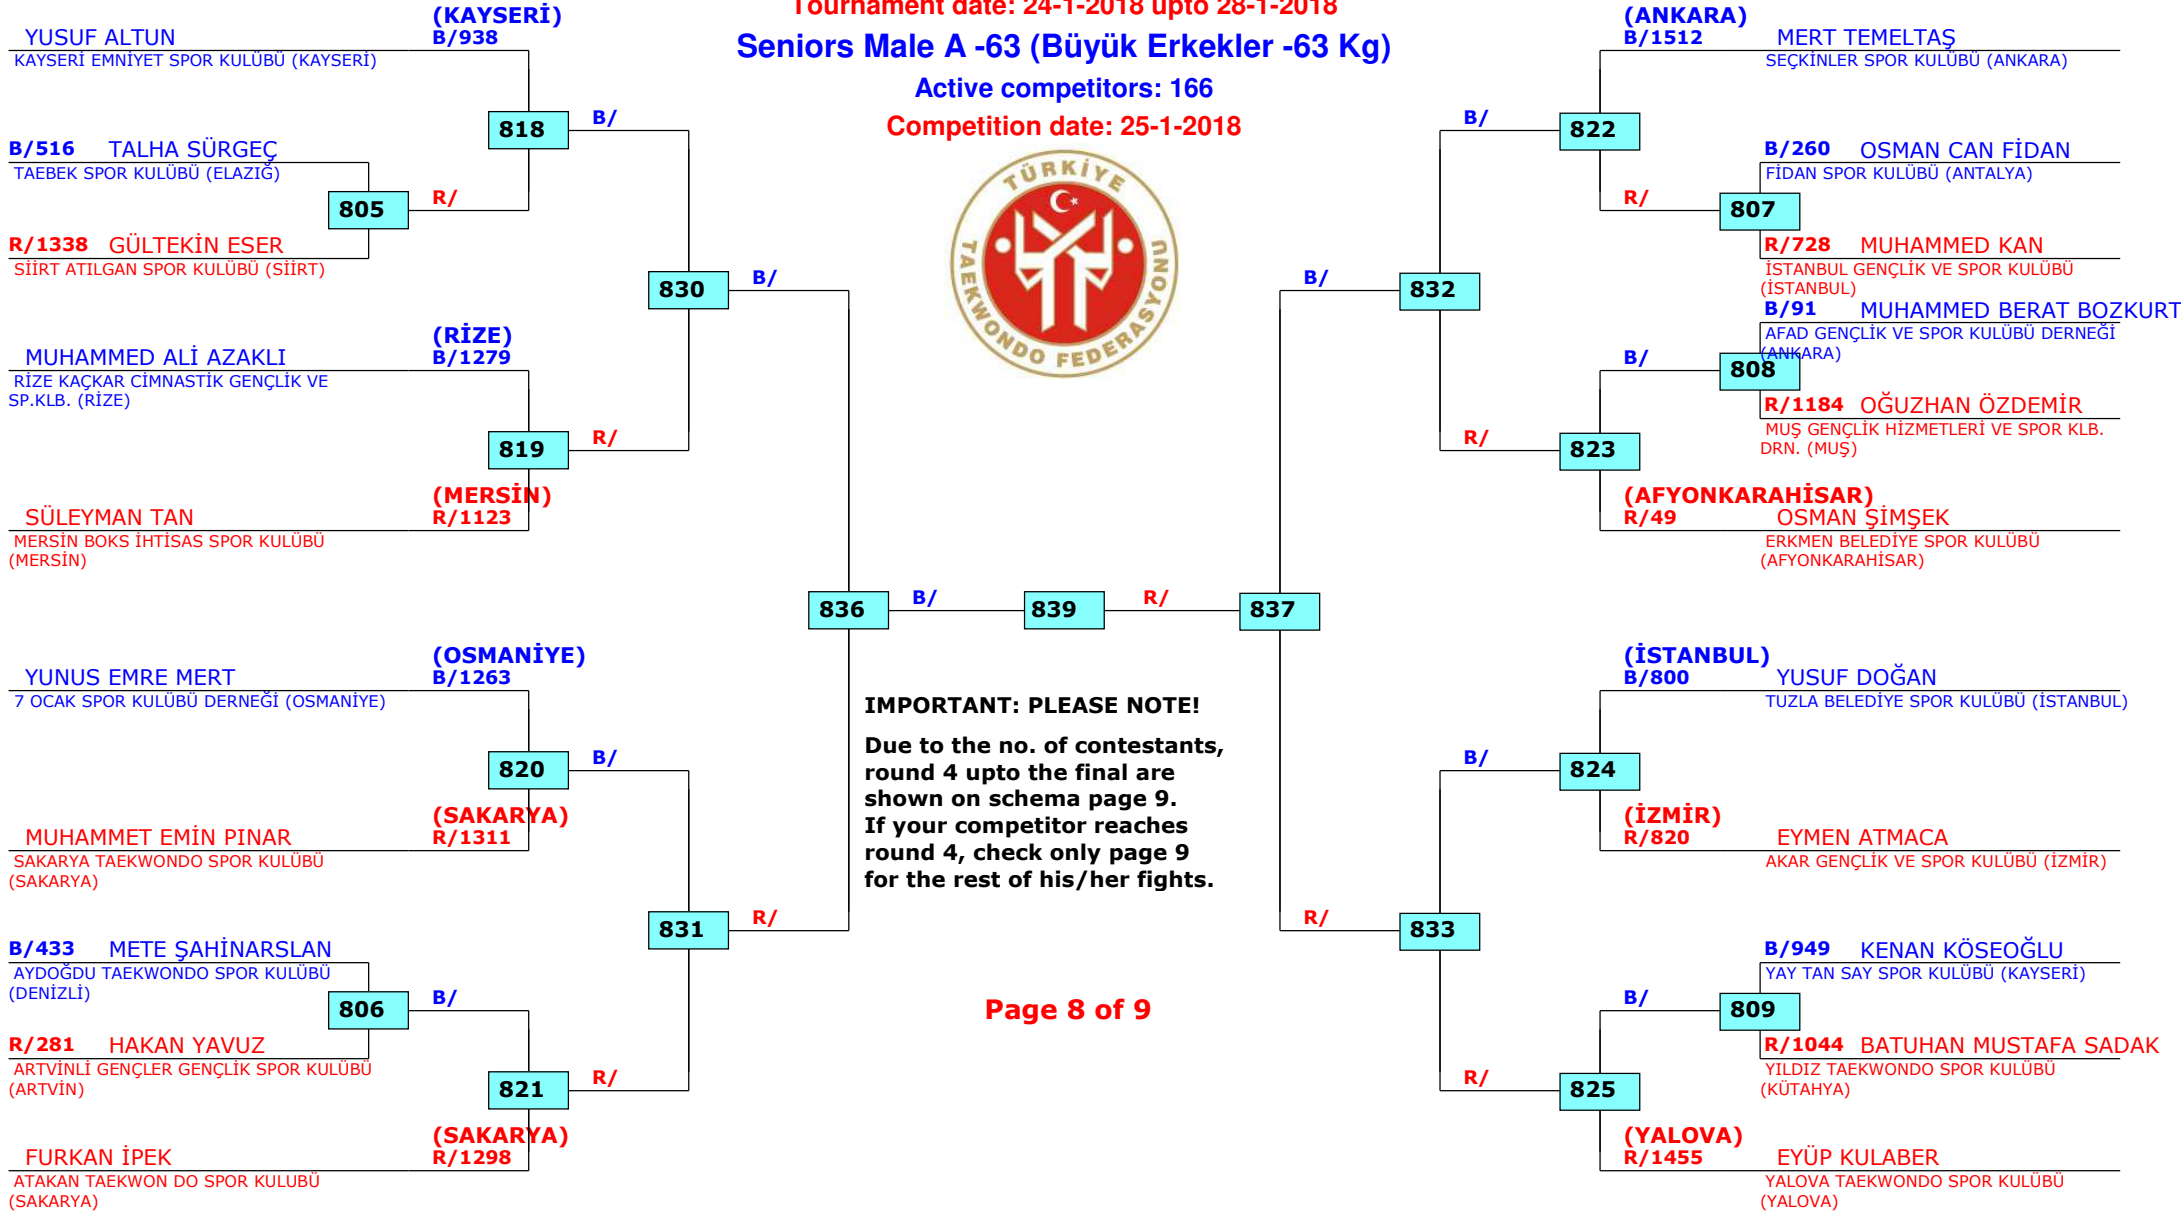 Tournament date: 24-1-2018 upto 28-1-2018
Seniors Male A -63 (Büyük Erkekler -63 Kg)
Active competitors: 166
Competition date: 25-1-2018
TÜRKİYE
TAEKWONDO FEDERASYONU
(KAYSERİ)
YUSUF ALTUN B/938
KAYSERİ EMNİYET SPOR KULÜBÜ (KAYSERİ)
818 B/
B/516 TALHA SÜRGEÇ
TAEBEK SPOR KULÜBÜ (ELAZIĞ)
805 R/
R/1338 GÜLTEKİN ESER
SİİRT ATILGAN SPOR KULÜBÜ (SİİRT)
830 B/
(RİZE)
MUHAMMED ALİ AZAKLI B/1279
RİZE KAÇKAR CİMNASTİK GENÇLİK VE
SP.KLB. (RİZE)
819 R/
(MERSİN)
SÜLEYMAN TAN R/1123
MERSİN BOKS İHTİSAS SPOR KULÜBÜ
(MERSİN)
836 B/ 839 R/ 837
(OSMANİYE)
YUNUS EMRE MERT B/1263
7 OCAK SPOR KULÜBÜ DERNEĞİ (OSMANİYE)
820 B/
(SAKARYA)
MUHAMMET EMİN PINAR R/1311
SAKARYA TAEKWONDO SPOR KULÜBÜ
(SAKARYA)
831 R/
B/433 METE ŞAHİNARSLAN
AYDOĞDU TAEKWONDO SPOR KULÜBÜ
(DENİZLİ)
806 B/
R/281 HAKAN YAVUZ
ARTVİNLİ GENÇLER GENÇLİK SPOR KULÜBÜ
(ARTVİN)
821 R/
(SAKARYA)
FURKAN İPEK R/1298
ATAKAN TAEKWON DO SPOR KULUBÜ
(SAKARYA)
IMPORTANT: PLEASE NOTE!
Due to the no. of contestants,
round 4 upto the final are
shown on schema page 9.
If your competitor reaches
round 4, check only page 9
for the rest of his/her fights.
Page 8 of 9
(ANKARA)
B/1512 MERT TEMELTAŞ
SEÇKİNLER SPOR KULÜBÜ (ANKARA)
B/ 822
B/260 OSMAN CAN FİDAN
FİDAN SPOR KULÜBÜ (ANTALYA)
R/ 807
R/728 MUHAMMED KAN
İSTANBUL GENÇLİK VE SPOR KULÜBÜ
(İSTANBUL)
B/ 832
B/91 MUHAMMED BERAT BOZKURT
AFAD GENÇLİK VE SPOR KULÜBÜ DERNEĞİ
(ANKARA)
B/ 808
R/1184 OĞUZHAN ÖZDEMİR
MUŞ GENÇLİK HİZMETLERİ VE SPOR KLB.
DRN. (MUŞ)
R/ 823
(AFYONKARAHİSAR)
R/49 OSMAN ŞİMŞEK
ERKMEN BELEDİYE SPOR KULÜBÜ
(AFYONKARAHİSAR)
(İSTANBUL)
B/800 YUSUF DOĞAN
TUZLA BELEDİYE SPOR KULÜBÜ (İSTANBUL)
B/ 824
(İZMİR)
R/820 EYMEN ATMACA
AKAR GENÇLİK VE SPOR KULÜBÜ (İZMİR)
R/ 833
B/949 KENAN KÖSEOĞLU
YAY TAN SAY SPOR KULÜBÜ (KAYSERİ)
B/ 809
R/1044 BATUHAN MUSTAFA SADAK
YILDIZ TAEKWONDO SPOR KULÜBÜ
(KÜTAHYA)
R/ 825
(YALOVA)
R/1455 EYÜP KULABER
YALOVA TAEKWONDO SPOR KULÜBÜ
(YALOVA)